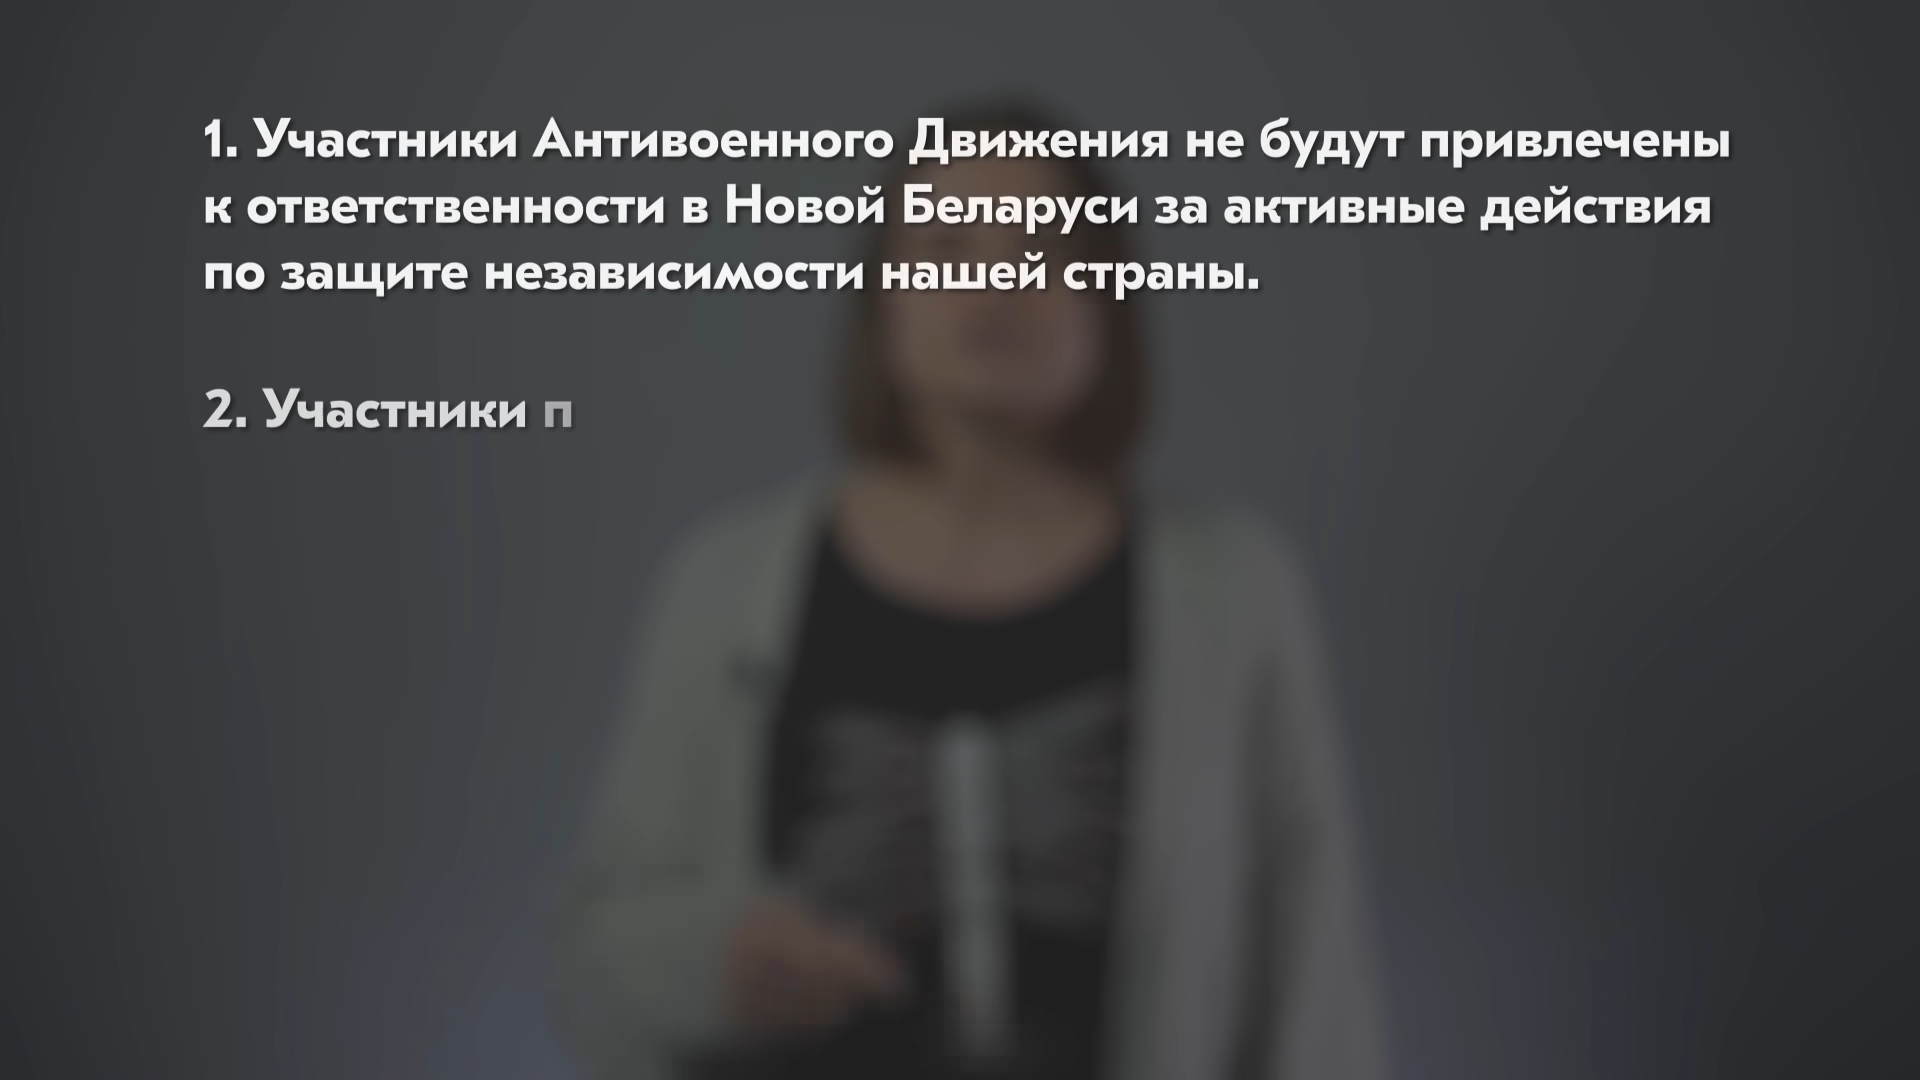 1. Участники Антивоенного Движения не будут привлечены
к ответственности в Новой Беларуси за активные действия
по защите независимости нашей страны.
2. Участники п